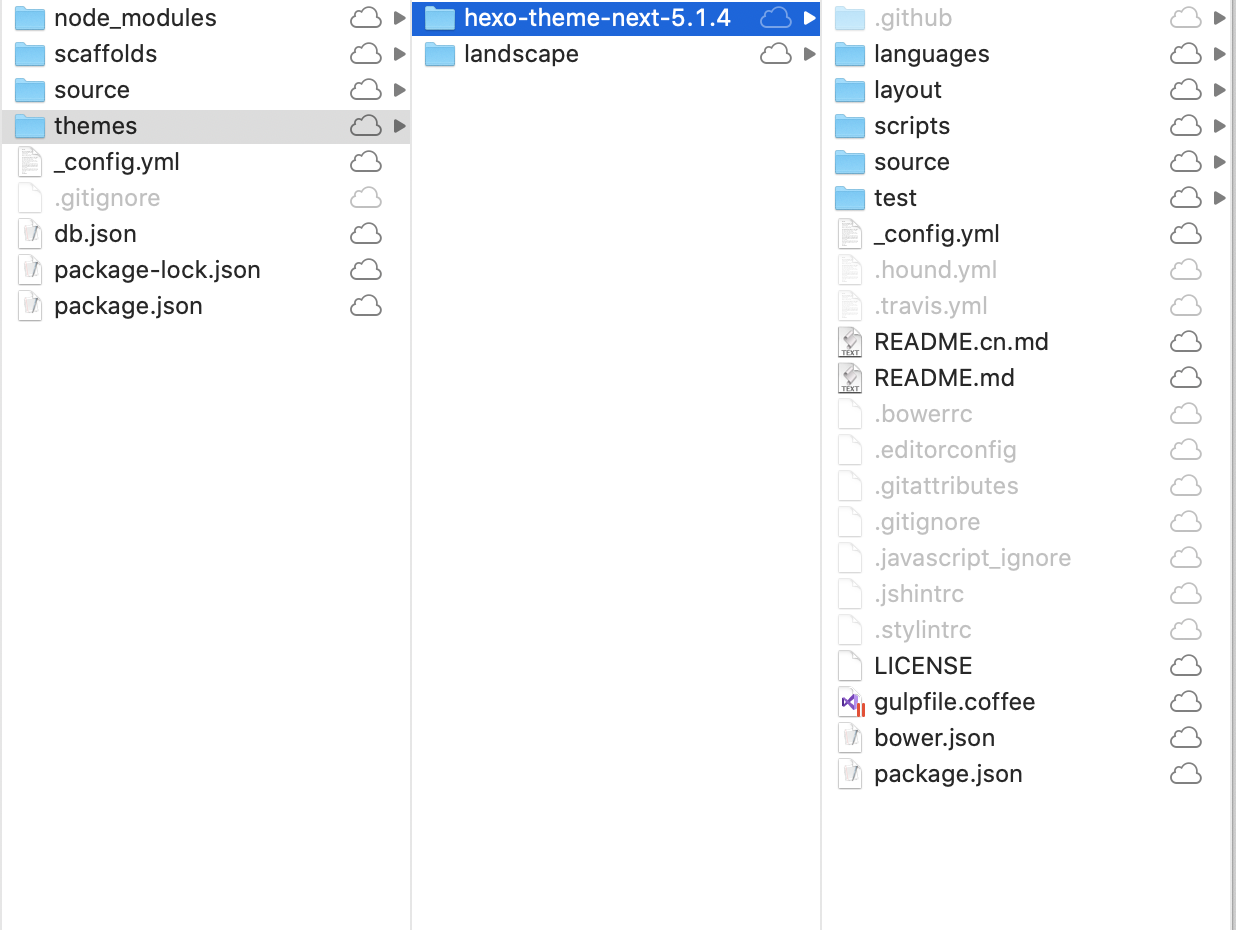 node_modules
scaffolds
source
themes
_config.yml
.gitignore
db.json
package-lock.json
package.json
hexo-theme-next-5.1.4
landscape
.github
languages
layout
scripts
source
test
_config.yml
.hound.yml
.travis.yml
README.cn.md
README.md
.bowerrc
.editorconfig
.gitattributes
.gitignore
.javascript_ignore
.jshintrc
.stylintrc
LICENSE
gulpfile.coffee
bower.json
package.json
TEXT
TEXT